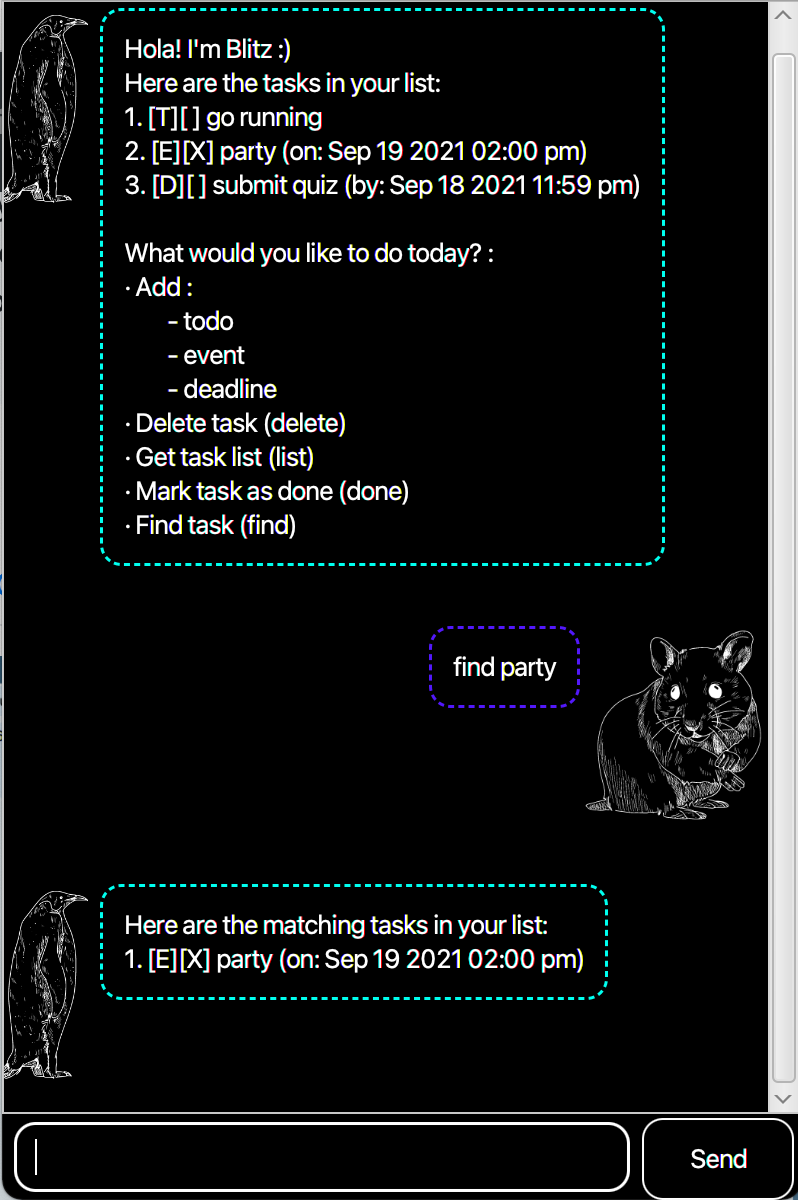 Hola! I'm Blitz :)
Here are the tasks in your list:
1. [T][ ] go running
2. [E][X] party (on: Sep 19 2021 02:00 pm)
3. [D][ ] submit quiz (by: Sep 18 2021 11:59 pm)
What would you like to do today? :
· Add :
- todo
- event
- deadline
· Delete task (delete)
· Get task list (list)
· Mark task as done (done)
· Find task (find)
find party
Here are the matching tasks in your list:
1. [E][X] party (on: Sep 19 2021 02:00 pm)
Send